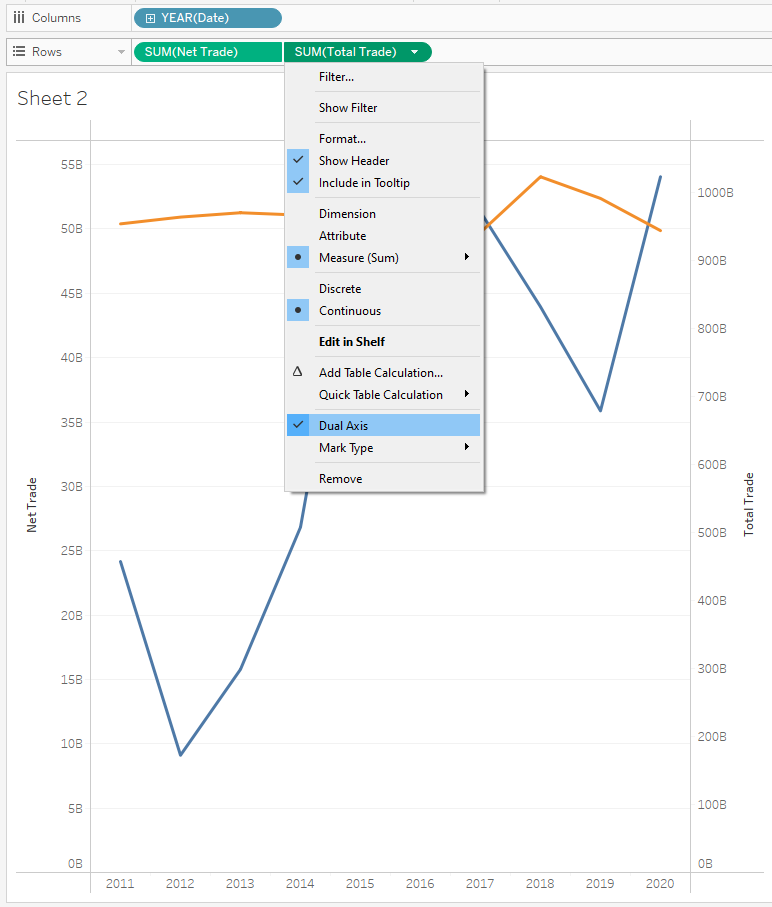 Columns
YEAR(Date)
Rows
SUM(Net Trade)
SUM(Total Trade)
Sheet 2
Filter...
Show Filter
Format...
Show Header
Include in Tooltip
Dimension
Attribute
Measure (Sum)
Discrete
Continuous
Edit in Shelf
Add Table Calculation...
Quick Table Calculation
Dual Axis
Mark Type
Remove
Net Trade
55B
50B
45B
40B
35B
30B
25B
20B
15B
10B
5B
0B
1000B
900B
800B
700B
600B
500B
400B
300B
200B
100B
0B
Total Trade
2011 2012 2013 2014 2015 2016 2017 2018 2019 2020